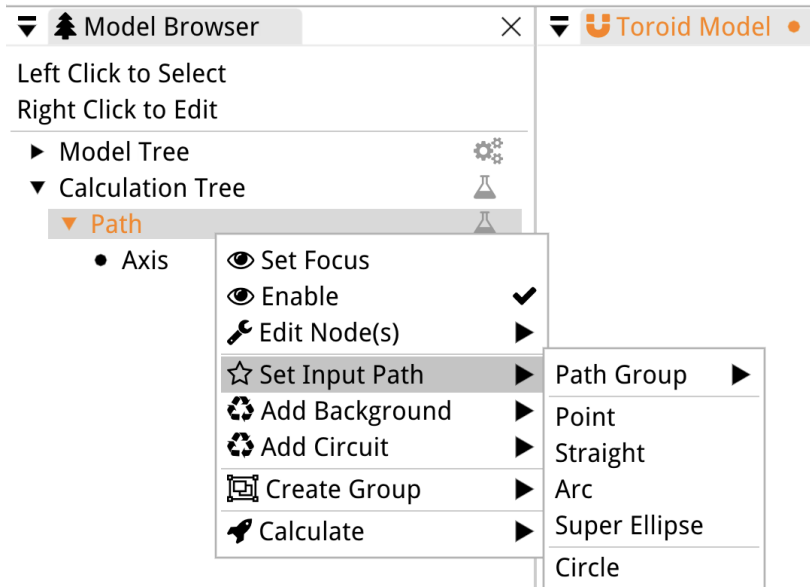 Model Browser
Toroid Model
Left Click to Select
Right Click to Edit
Model Tree
Calculation Tree
Path
Axis
Set Focus
Enable
Edit Node(s)
Set Input Path
Add Background
Add Circuit
Create Group
Calculate
Path Group
Point
Straight
Arc
Super Ellipse
Circle